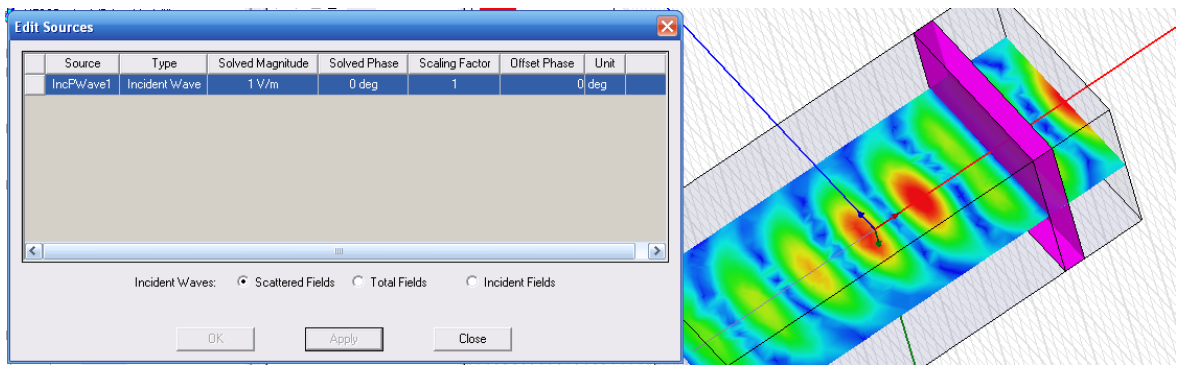 Edit Sources
Source Type Solved Magnitude Solved Phase Scaling Factor Offset Phase Unit
IncPWave1 Incident Wave 1 V/m 0 deg 1 0 deg
Incident Waves: Scattered Fields Total Fields Incident Fields
OK Apply Close